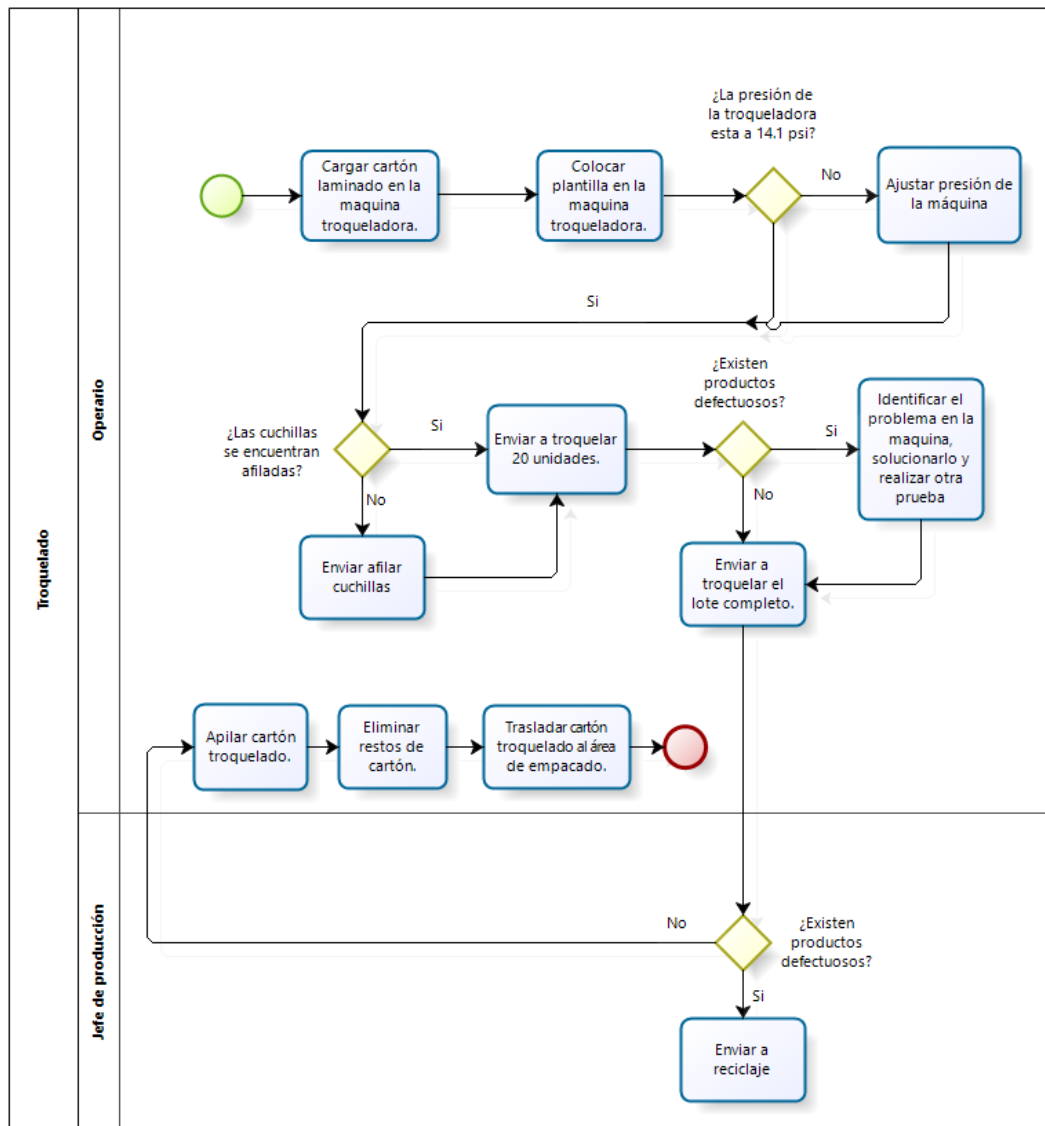 Troquelado
Operario
¿La presión de
la troqueladora
esta a 14.1 psi?
Cargar cartón
laminado en la
maquina
troqueladora.
Colocar
plantilla en la
maquina
troqueladora.
No
Ajustar presión de
la máquina
Si
¿Las cuchillas
se encuentran
afiladas?
Si
Enviar a troquelar
20 unidades.
¿Existen
productos
defectuosos?
Si
Identificar el
problema en la
maquina,
solucionarlo y
realizar otra
prueba
No
Enviar afilar
cuchillas
No
Enviar a
troquelar el
lote completo.
Apilar cartón
troquelado.
Eliminar
restos de
cartón.
Trasladar cartón
troquelado al área
de empacado.
Jefe de producción
No
¿Existen
productos
defectuosos?
Si
Enviar a
reciclaje